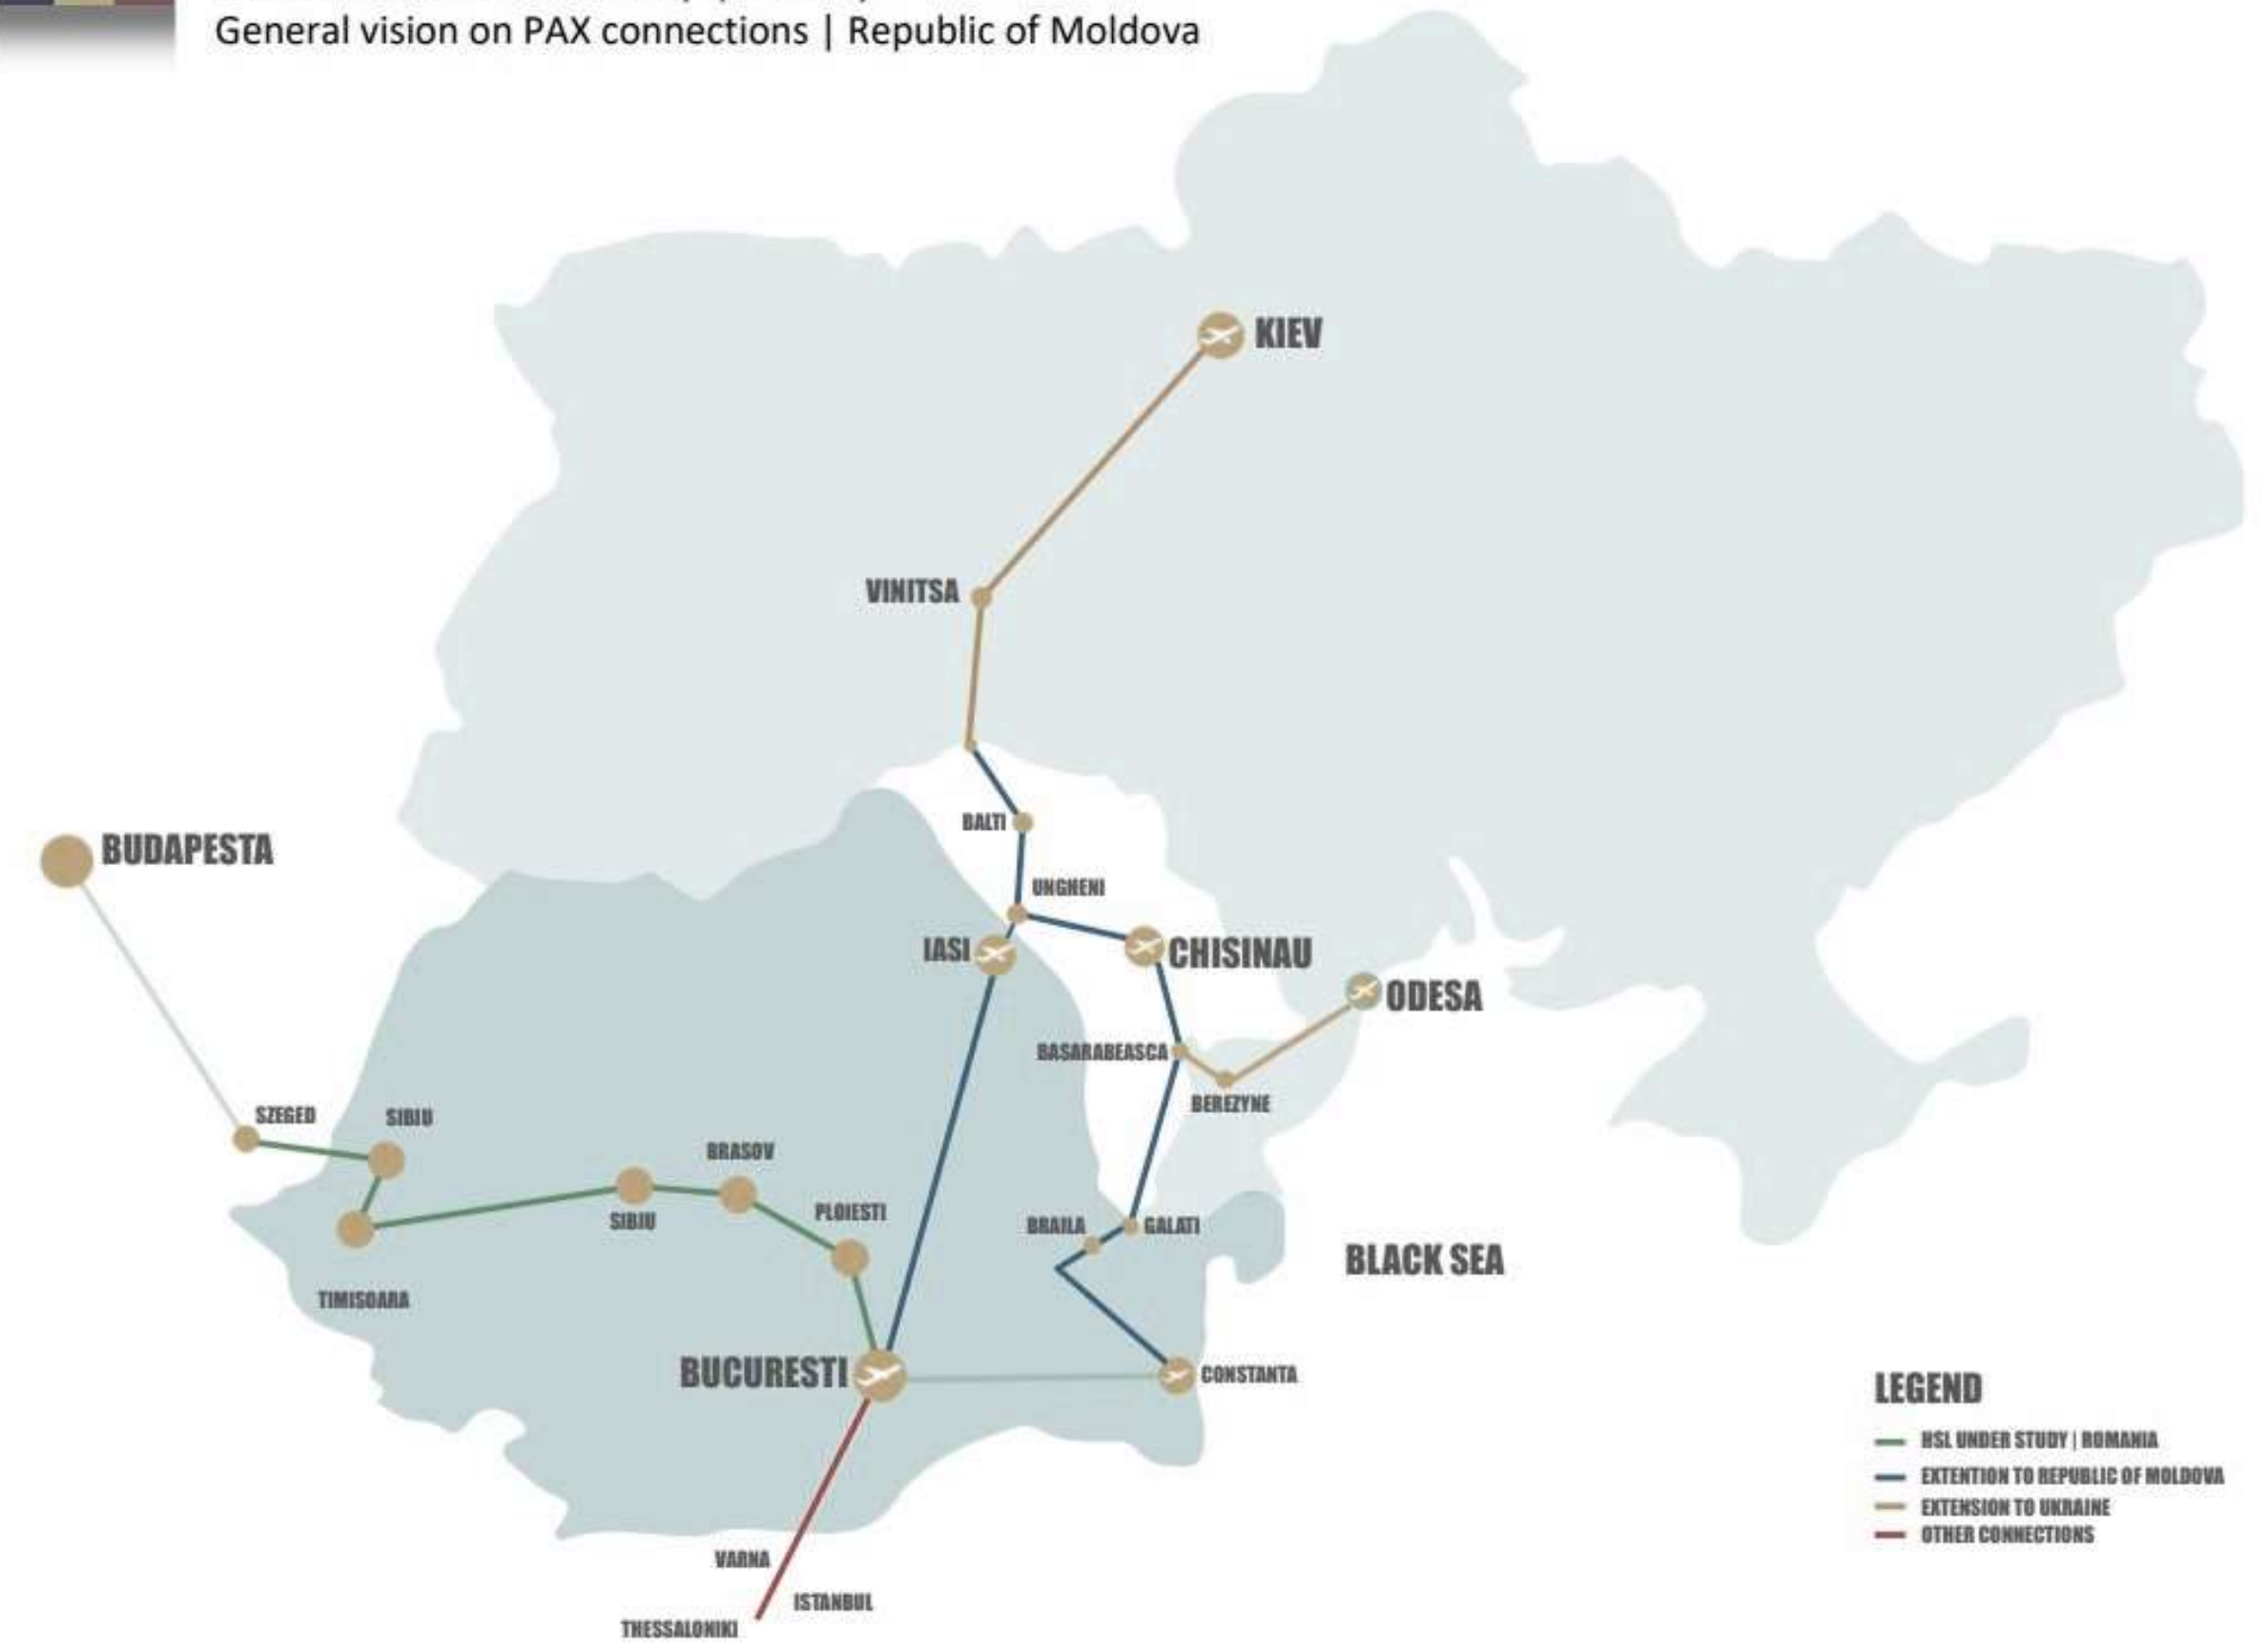 General vision on PAX connections | Republic of Moldova
KIEV
VINITSA
BALTI
BUDAPESTA
UNGHENI
IASI
CHISINAU
ODESA
BASARABEASCA
BEREZYNE
SZEGED
SIBIU
BRASOV
SIBIU
PLOIESTI
BRAILA
GALATI
BLACK SEA
TIMISOARA
BUCURESTI
CONSTANTA
VARNA
ISTANBUL
THESSALONIKI
LEGEND
HSL UNDER STUDY | ROMANIA
EXTENTION TO REPUBLIC OF MOLDOVA
EXTENSION TO UKRAINE
OTHER CONNECTIONS